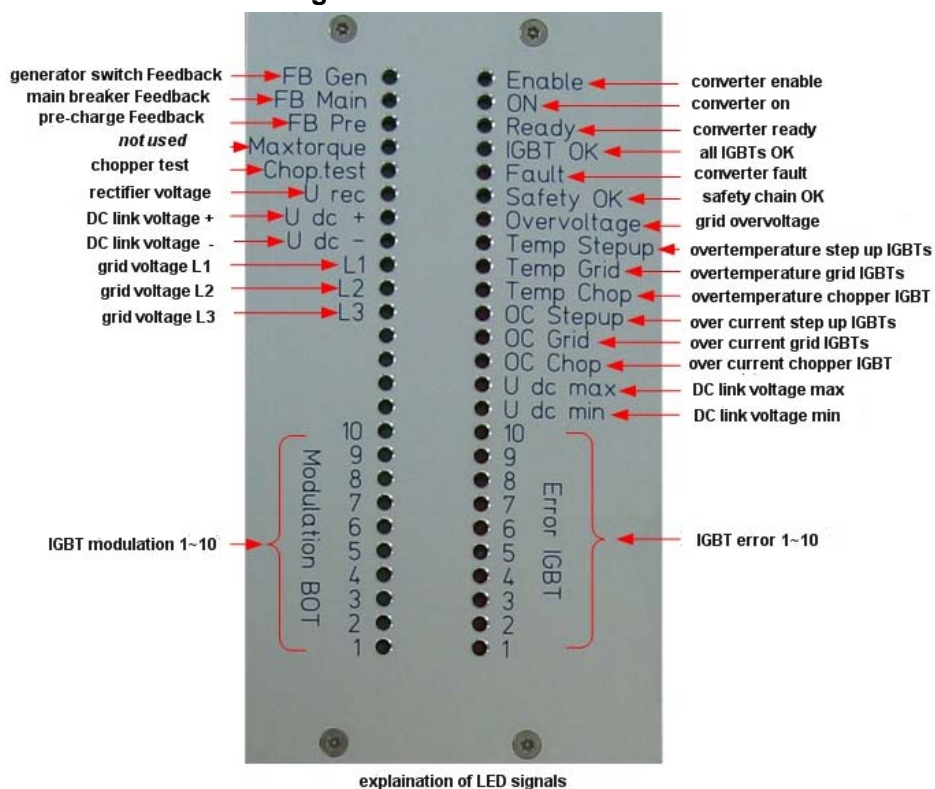 generator switch Feedback
main breaker Feedback
pre-charge Feedback
not used
chopper test
rectifier voltage
DC link voltage +
DC link voltage -
grid voltage L1
grid voltage L2
grid voltage L3
IGBT modulation 1~10
FB Gen
FB Main
FB Pre
Maxtorque
Chop.test
U rec
U dc +
U dc -
L1
L2
L3
Modulation BOT
10
9
8
7
6
5
4
3
2
1
Enable
ON
Ready
IGBT OK
Fault
Safety OK
Overvoltage
Temp Stepup
Temp Grid
Temp Chop
OC Stepup
OC Grid
OC Chop
U dc max
U dc min
10
9
8
7
6
5
4
3
2
1
Error IGBT
converter enable
converter on
converter ready
all IGBTs OK
converter fault
safety chain OK
grid overvoltage
overtemperature step up IGBTs
overtemperature grid IGBTs
overtemperature chopper IGBT
over current step up IGBTs
over current grid IGBTs
over current chopper IGBT
DC link voltage max
DC link voltage min
IGBT error 1~10
explaination of LED signals